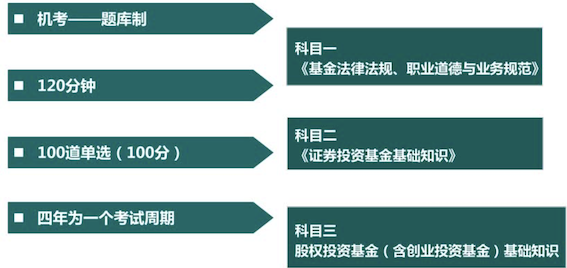 机考——题库制
120分钟
100道单选（100分）
四年为一个考试周期
科目一
《基金法律法规、职业道德与业务规范》
科目二
《证券投资基金基础知识》
科目三
股权投资基金（含创业投资基金）基础知识